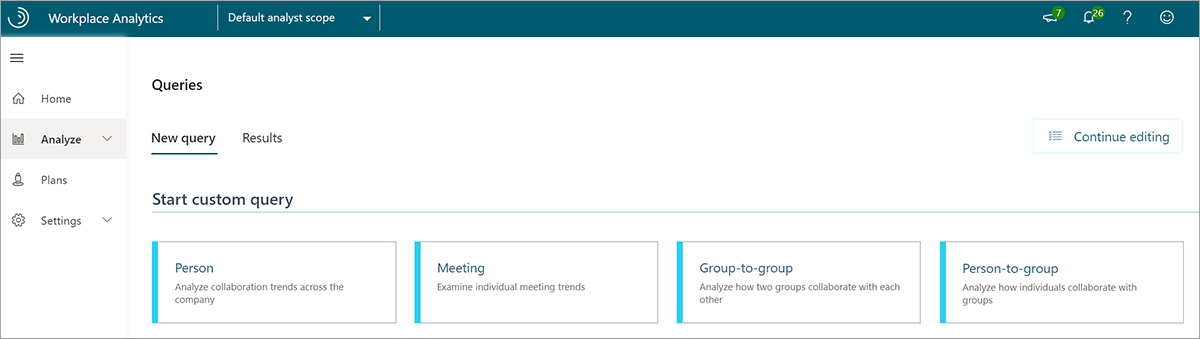 Workplace Analytics
Default analyst scope
7
26
?
Queries
Home
New query
Results
Continue editing
Analyze
Plans
Start custom query
Settings
Person
Analyze collaboration trends across the
company
Meeting
Examine individual meeting trends
Group-to-group
Analyze how two groups collaborate with each
other
Person-to-group
Analyze how individuals collaborate with
groups